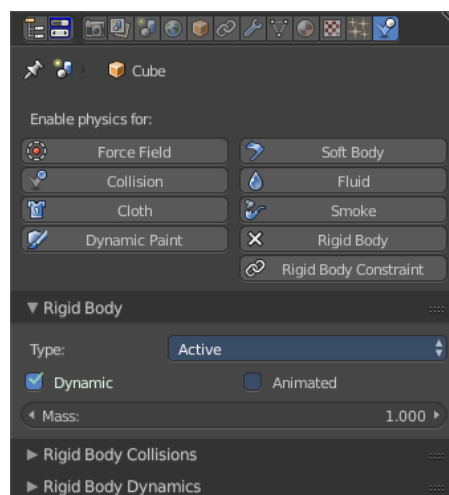 Cube
Enable physics for:
Force Field
Soft Body
Collision
Fluid
Cloth
Smoke
Dynamic Paint
Rigid Body
Rigid Body Constraint
Rigid Body
Type: Active
Dynamic Animated
Mass: 1.000
Rigid Body Collisions
Rigid Body Dynamics